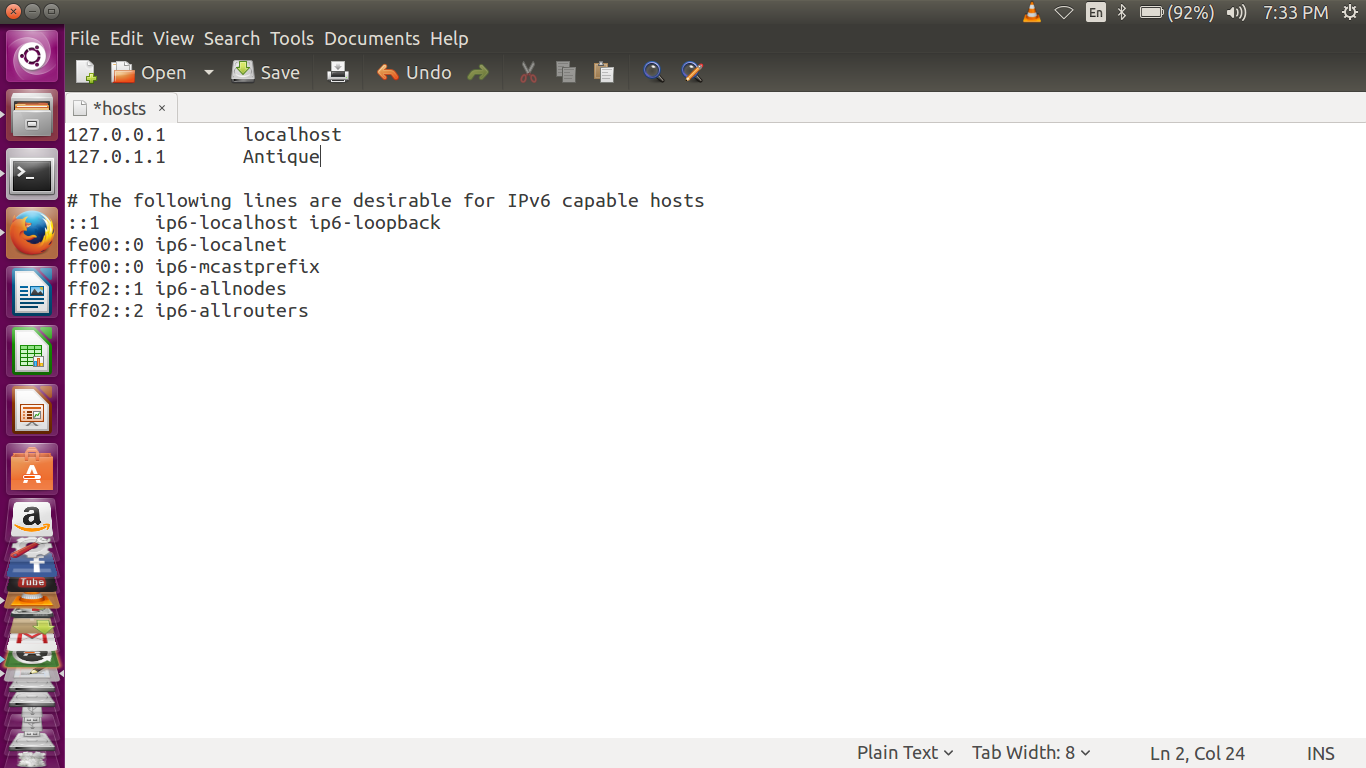 En (92%) 7:33 PM
File Edit View Search Tools Documents Help
Open Save Undo
*hosts ×
127.0.0.1 localhost
127.0.1.1 Antique
# The following lines are desirable for IPv6 capable hosts
::1 ip6-localhost ip6-loopback
fe00::0 ip6-localnet
ff00::0 ip6-mcastprefix
ff02::1 ip6-allnodes
ff02::2 ip6-allrouters
>_
A
a
f
Tube
Plain Text Tab Width: 8 Ln 2, Col 24 INS